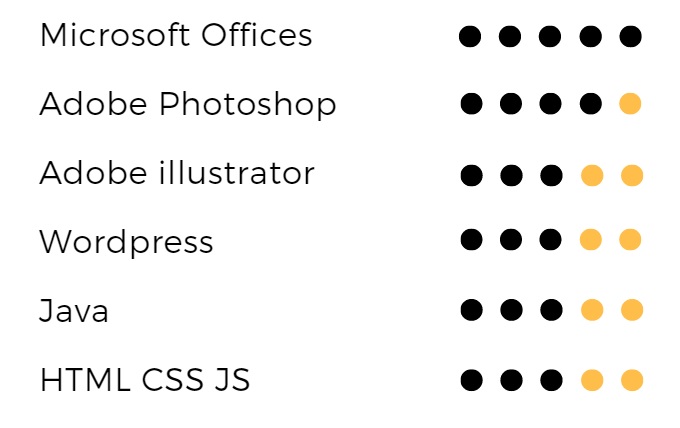 Microsoft Offices
Adobe Photoshop
Adobe illustrator
Wordpress
Java
HTML CSS JS